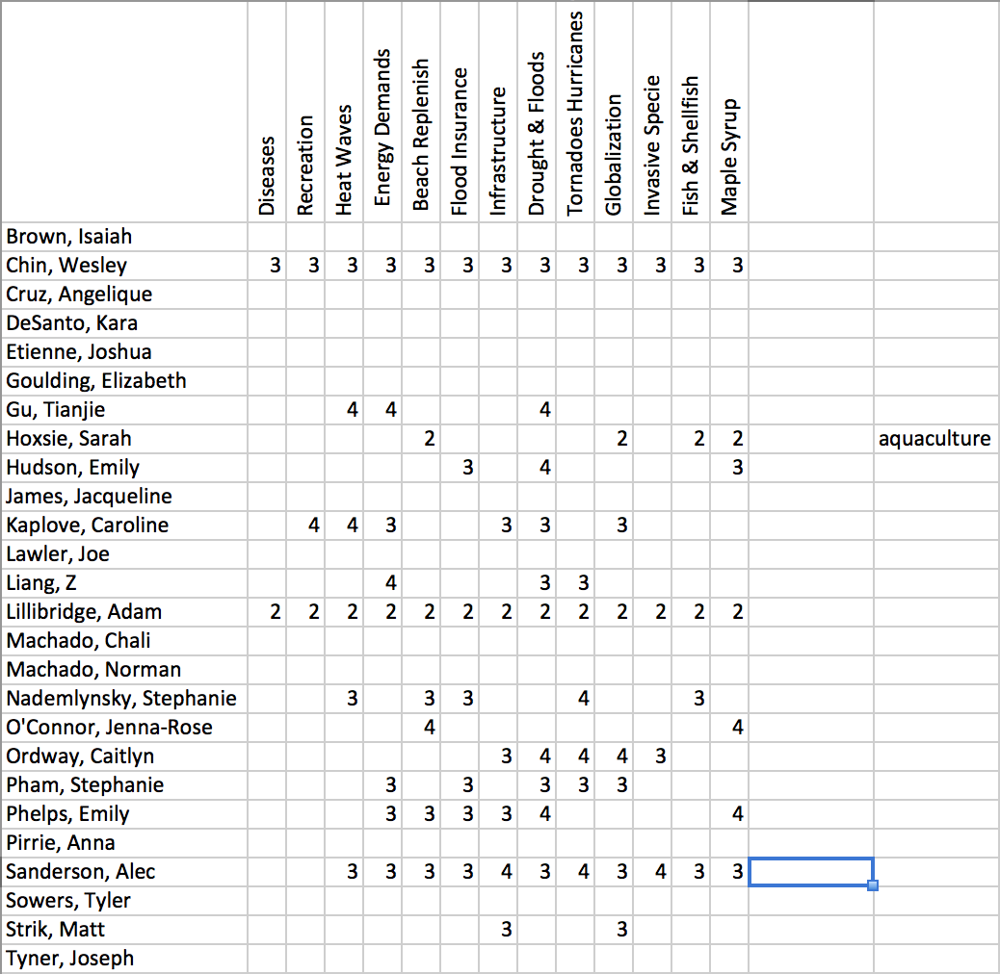 Diseases Recreation Heat Waves Energy Demands Beach Replenish Flood Insurance Infrastructure Drought & Floods Tornadoes Hurricanes Globalization Invasive Specie Fish & Shellfish Maple Syrup
Brown, Isaiah
Chin, Wesley 3 3 3 3 3 3 3 3 3 3 3 3 3
Cruz, Angelique
DeSanto, Kara
Etienne, Joshua
Goulding, Elizabeth
Gu, Tianjie 4 4 4
Hoxsie, Sarah 2 2 2 2 aquaculture
Hudson, Emily 3 4 3
James, Jacqueline
Kaplove, Caroline 4 4 3 3 3 3
Lawler, Joe
Liang, Z 4 3 3
Lillibridge, Adam 2 2 2 2 2 2 2 2 2 2 2 2 2
Machado, Chali
Machado, Norman
Nademlynsky, Stephanie 3 3 3 4 3
O'Connor, Jenna-Rose 4 4
Ordway, Caitlyn 3 4 4 4 3
Pham, Stephanie 3 3 3 3 3
Phelps, Emily 3 3 3 3 4 4
Pirrie, Anna
Sanderson, Alec 3 3 3 3 4 3 4 3 4 3 3
Sowers, Tyler
Strik, Matt 3 3
Tyner, Joseph